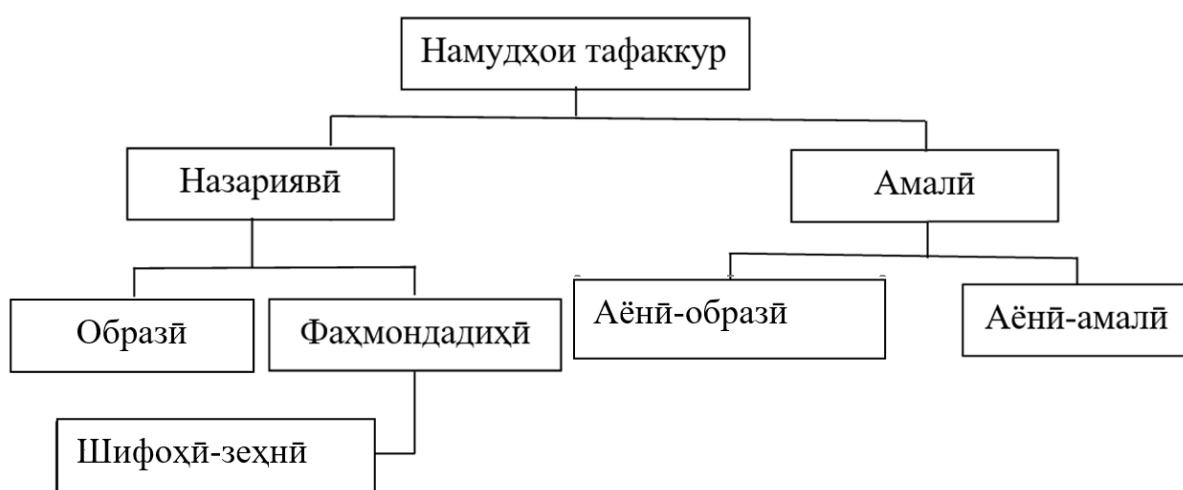 Намудҳои тафаккур
Назариявӣ
Амалӣ
Образӣ
Фаҳмондадиҳӣ
Аёнӣ-образӣ
Аёнӣ-амалӣ
Шифоҳӣ-зеҳнӣ